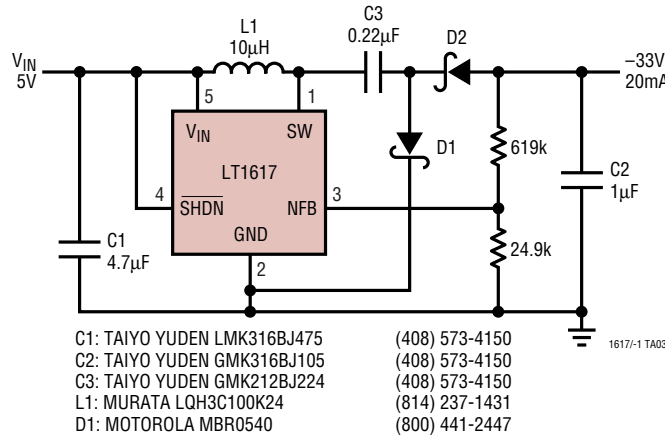 L1
10µH
C3
0.22µF
D2
VIN
5V
–33V
20mA
5
1
VIN
SW
D1
619k
LT1617
C2
1µF
4
3
SHDN
NFB
GND
C1
4.7µF
2
24.9k
C1: TAIYO YUDEN LMK316BJ475 (408) 573-4150
C2: TAIYO YUDEN GMK316BJ105 (408) 573-4150
C3: TAIYO YUDEN GMK212BJ224 (408) 573-4150
L1: MURATA LQH3C100K24 (814) 237-1431
D1: MOTOROLA MBR0540 (800) 441-2447
1617/-1 TA03